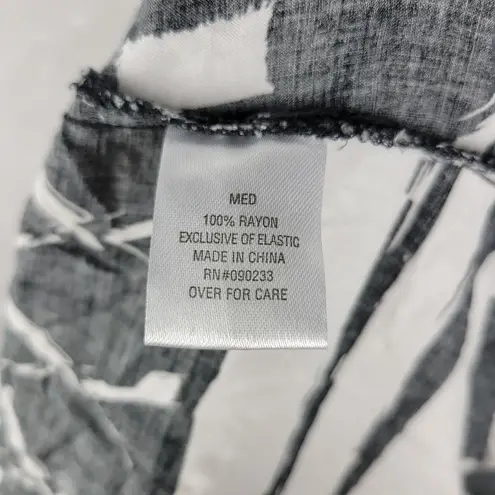 MED
100% RAYON
EXCLUSIVE OF ELASTIC
MADE IN CHINA
RN#090233
OVER FOR CARE